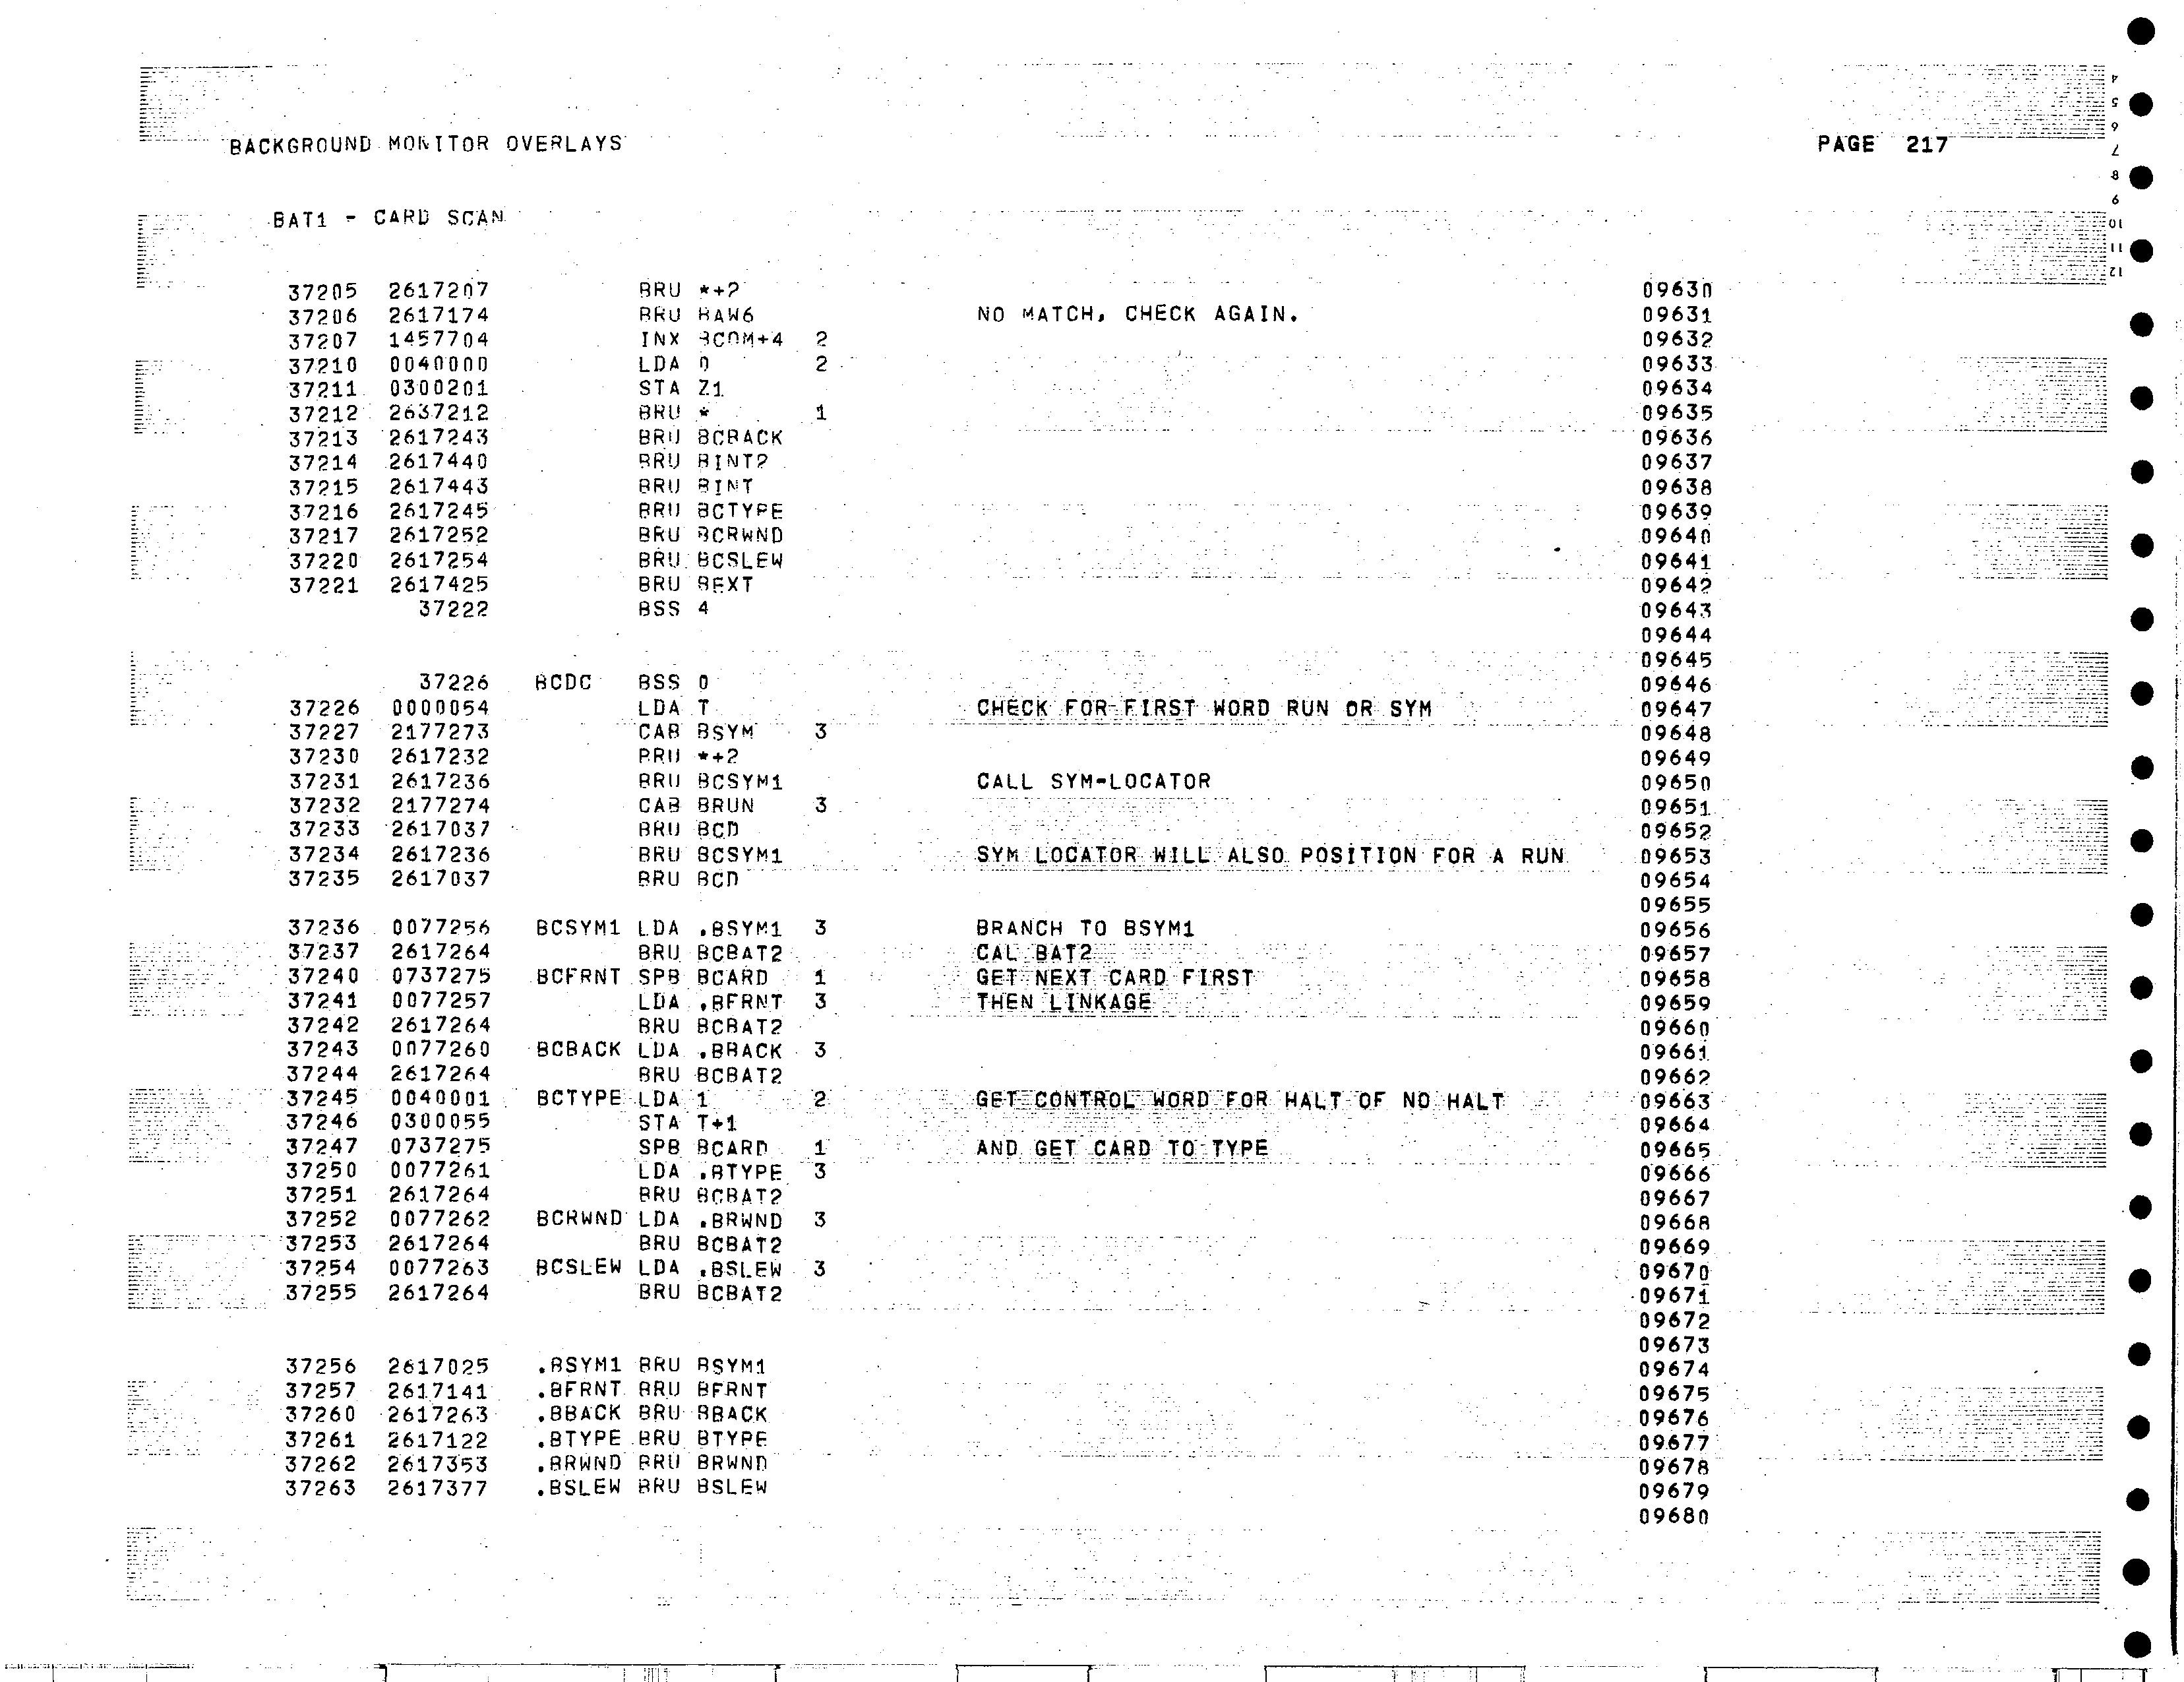 BACKGROUND MONITOR OVERLAYS PAGE 217
BAT1 - CARD SCAN
37205 2617207 BRU *+2 09630
37206 2617174 BRU BAW6 NO MATCH, CHECK AGAIN. 09631
37207 1457704 INX BCOM+4 2 09632
37210 0040000 LDA 0 2 09633
37211 0300201 STA Z1 09634
37212 2637212 BRU * 1 09635
37213 2617243 BRU BCBACK 09636
37214 2617440 BRU BINT2 09637
37215 2617443 BRU BINT 09638
37216 2617245 BRU BCTYPE 09639
37217 2617252 BRU BCRWND 09640
37220 2617254 BRU BCSLEW 09641
37221 2617425 BRU BEXT 09642
37222 BSS 4 09643
09644
09645
37226 BCDC BSS 0 09646
37226 0000054 LDA T CHECK FOR FIRST WORD RUN OR SYM 09647
37227 2177273 CAB BSYM 3 09648
37230 2617232 BRU *+2 09649
37231 2617236 BRU BCSYM1 CALL SYM-LOCATOR 09650
37232 2177274 CAB BRUN 3 09651
37233 2617037 BRU BCD 09652
37234 2617236 BRU BCSYM1 SYM LOCATOR WILL ALSO POSITION FOR A RUN 09653
37235 2617037 BRU BCD 09654
09655
37236 0077256 BCSYM1 LDA .BSYM1 3 BRANCH TO BSYM1 09656
37237 2617264 BRU BCBAT2 CAL BAT2 09657
37240 0737275 BCFRNT SPB BCARD 1 GET NEXT CARD FIRST 09658
37241 0077257 LDA .BFRNT 3 THEN LINKAGE 09659
37242 2617264 BRU BCBAT2 09660
37243 0077260 BCBACK LDA .BBACK 3 09661
37244 2617264 BRU BCBAT2 09662
37245 0040001 BCTYPE LDA 1 2 GET CONTROL WORD FOR HALT OF NO HALT 09663
37246 0300055 STA T+1 09664
37247 0737275 SPB BCARD 1 AND GET CARD TO TYPE 09665
37250 0077261 LDA .BTYPE 3 09666
37251 2617264 BRU BCBAT2 09667
37252 0077262 BCRWND LDA .BRWND 3 09668
37253 2617264 BRU BCBAT2 09669
37254 0077263 BCSLEW LDA .BSLEW 3 09670
37255 2617264 BRU BCBAT2 09671
09672
09673
37256 2617025 .BSYM1 BRU BSYM1 09674
37257 2617141 .BFRNT BRU BFRNT 09675
37260 2617263 .BBACK BRU BBACK 09676
37261 2617122 .BTYPE BRU BTYPE 09677
37262 2617353 .BRWND BRU BRWND 09678
37263 2617377 .BSLEW BRU BSLEW 09679
09680
4
5
6
7
8
9
10
11
12